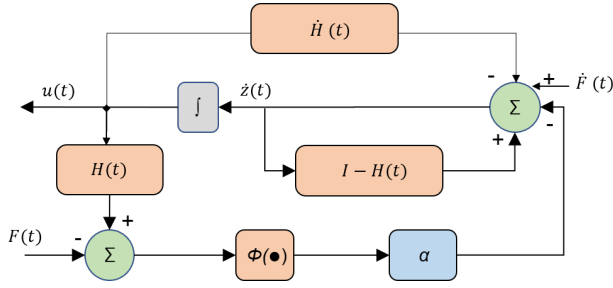 Ḣ (t)
- +
Ḟ (t)
u(t)
∫
ż(t)
Σ
-
+
H(t)
I − H(t)
+
F(t)
-
Σ
Φ(●)
α